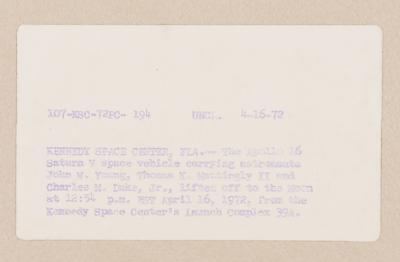 107-KSC-72PC- 194 UNCL. 4-16-72
KENNEDY SPACE CENTER, FLA.-- The Apollo 16
Saturn V space vehicle carrying astronauts
John W. Young, Thomas K. Mattingly II and
Charles M. Duke, Jr., lifted off to the Moon
at 12:54 p.m. EST April 16, 1972, from the
Kennedy Space Center's Launch Complex 39A.